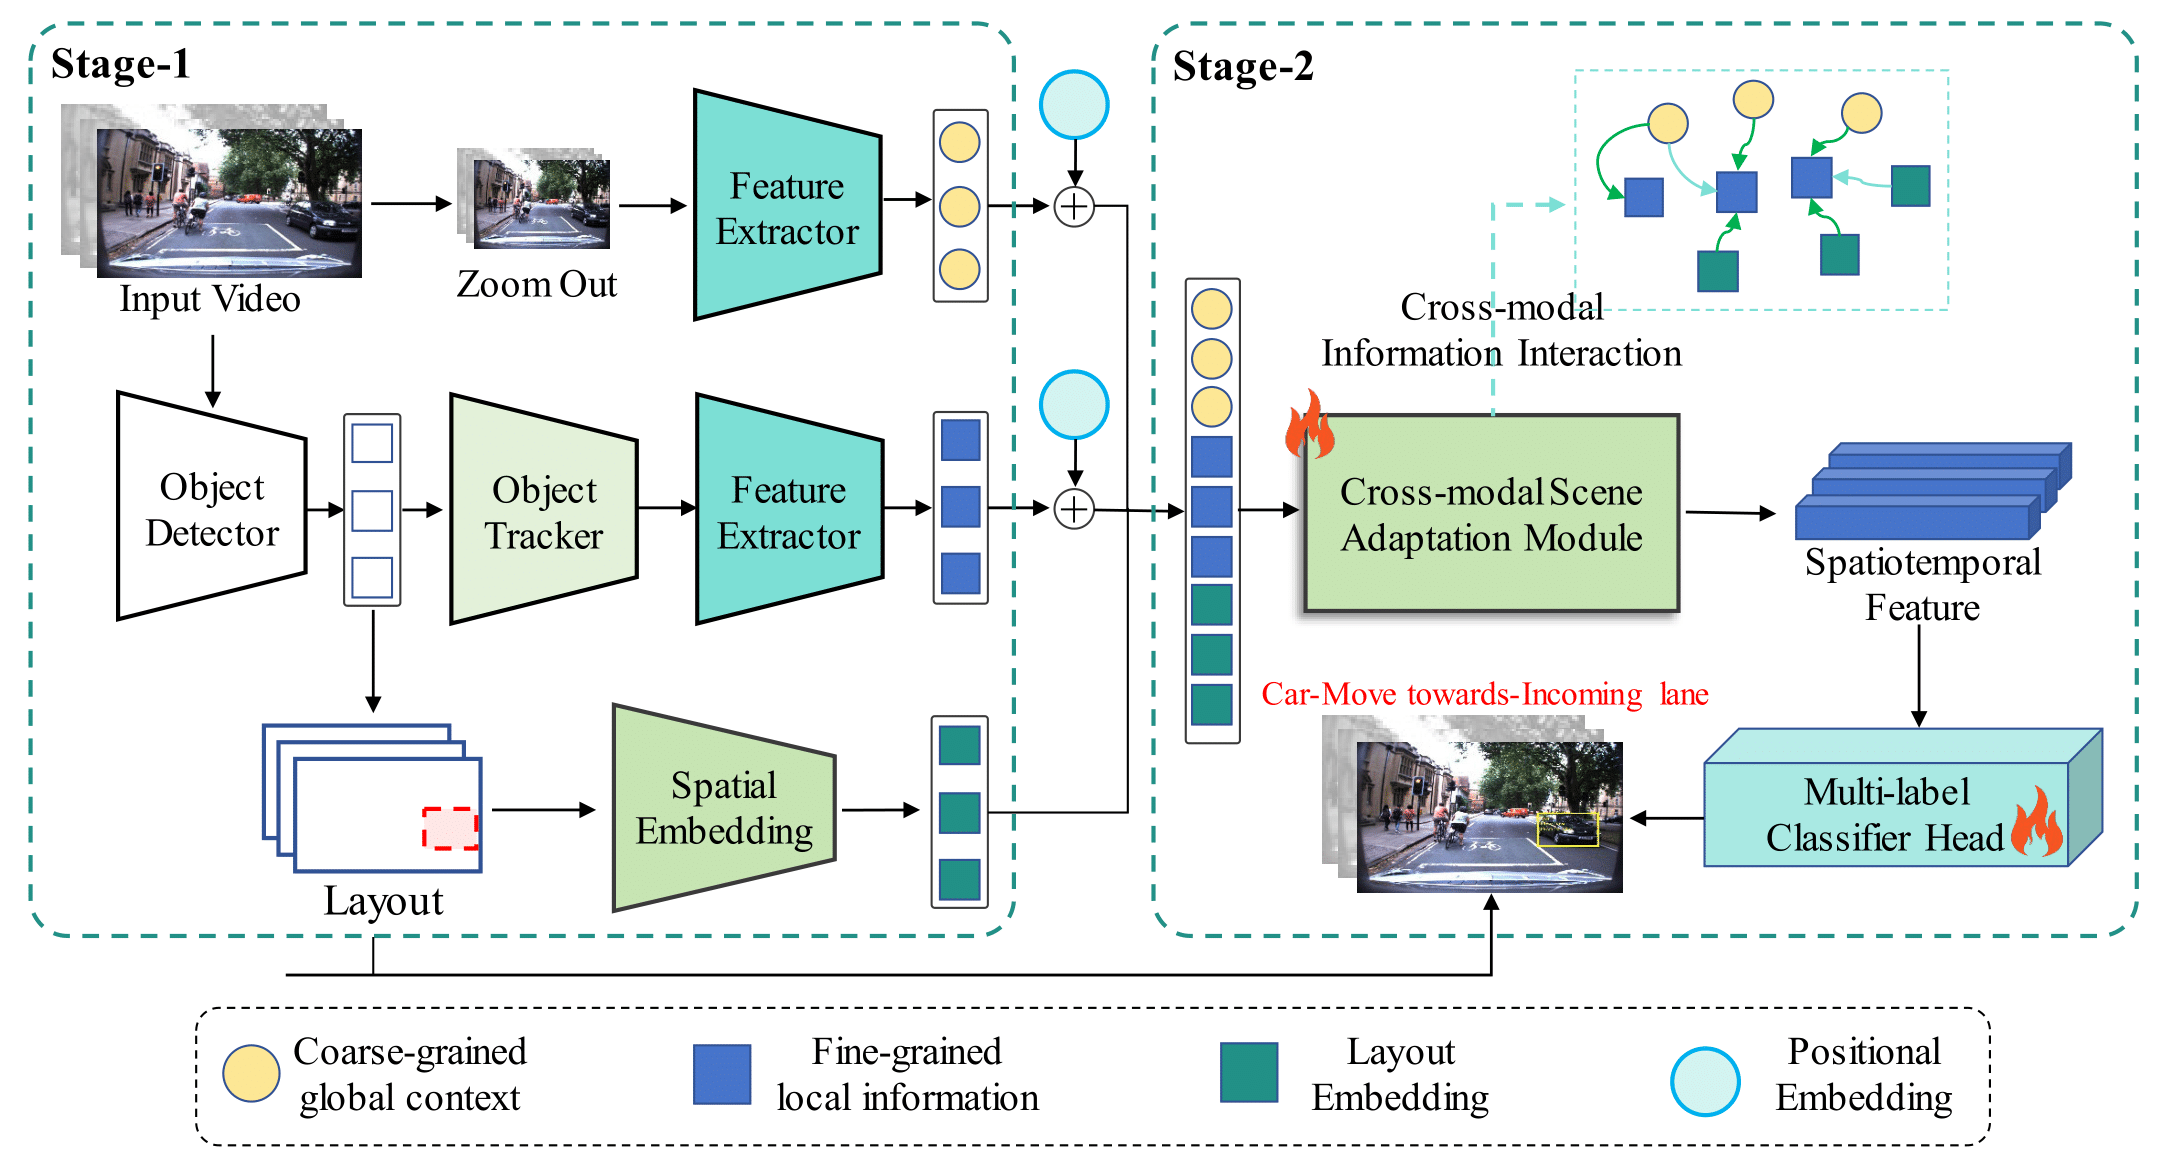 Stage-1
Stage-2
Input Video
Zoom Out
Feature
Extractor
Cross-modal
Information Interaction
Object
Detector
Object
Tracker
Feature
Extractor
Cross-modal Scene
Adaptation Module
Spatiotemporal
Feature
Layout
Spatial
Embedding
Car-Move towards-Incoming lane
Multi-label
Classifier Head
Coarse-grained
global context
Fine-grained
local information
Layout
Embedding
Positional
Embedding